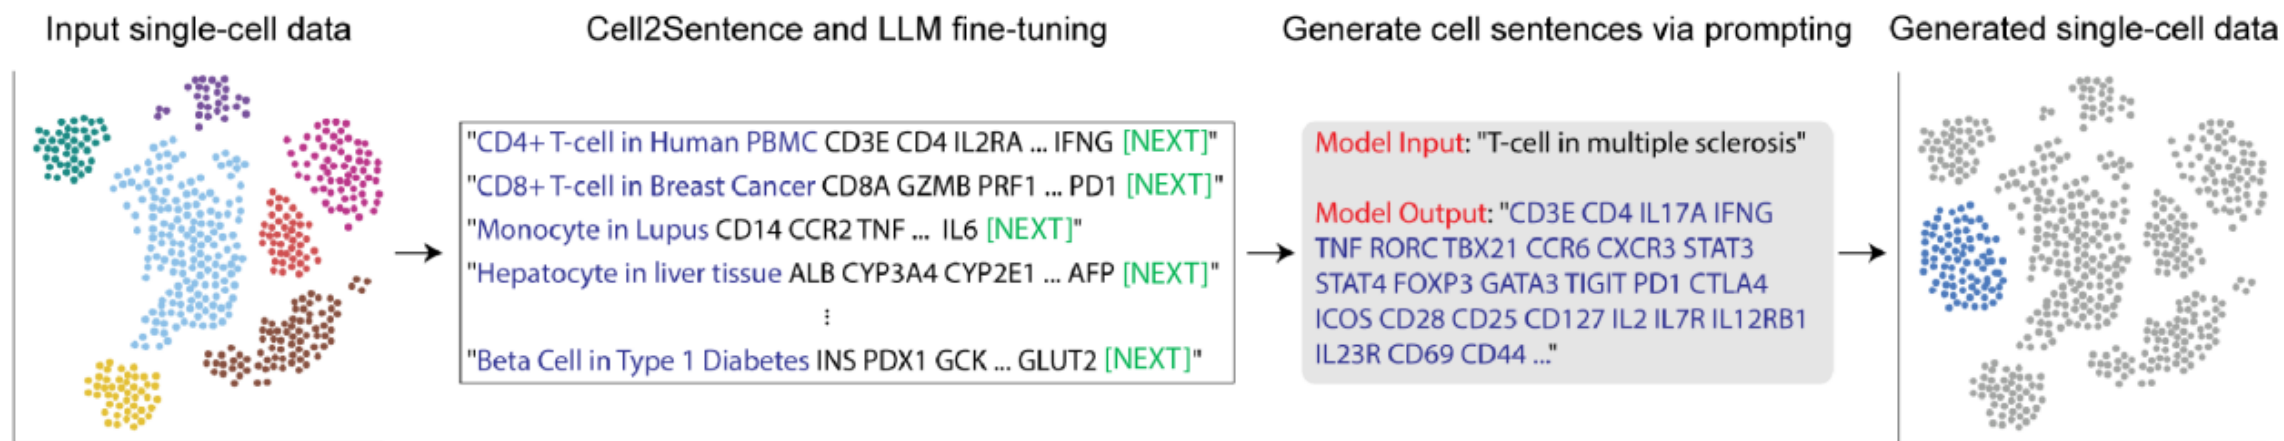 Input single-cell data
Cell2Sentence and LLM fine-tuning
Generate cell sentences via prompting
Generated single-cell data
"CD4+ T-cell in Human PBMC CD3E CD4 IL2RA ... IFNG [NEXT]"
"CD8+ T-cell in Breast Cancer CD8A GZMB PRF1 ... PD1 [NEXT]"
"Monocyte in Lupus CD14 CCR2 TNF ... IL6 [NEXT]"
"Hepatocyte in liver tissue ALB CYP3A4 CYP2E1 ... AFP [NEXT]"
⋮
"Beta Cell in Type 1 Diabetes INS PDX1 GCK ... GLUT2 [NEXT]"
Model Input: "T-cell in multiple sclerosis"
Model Output: "CD3E CD4 IL17A IFNG
TNF RORC TBX21 CCR6 CXCR3 STAT3
STAT4 FOXP3 GATA3 TIGIT PD1 CTLA4
ICOS CD28 CD25 CD127 IL2 IL7R IL12RB1
IL23R CD69 CD44 ..."